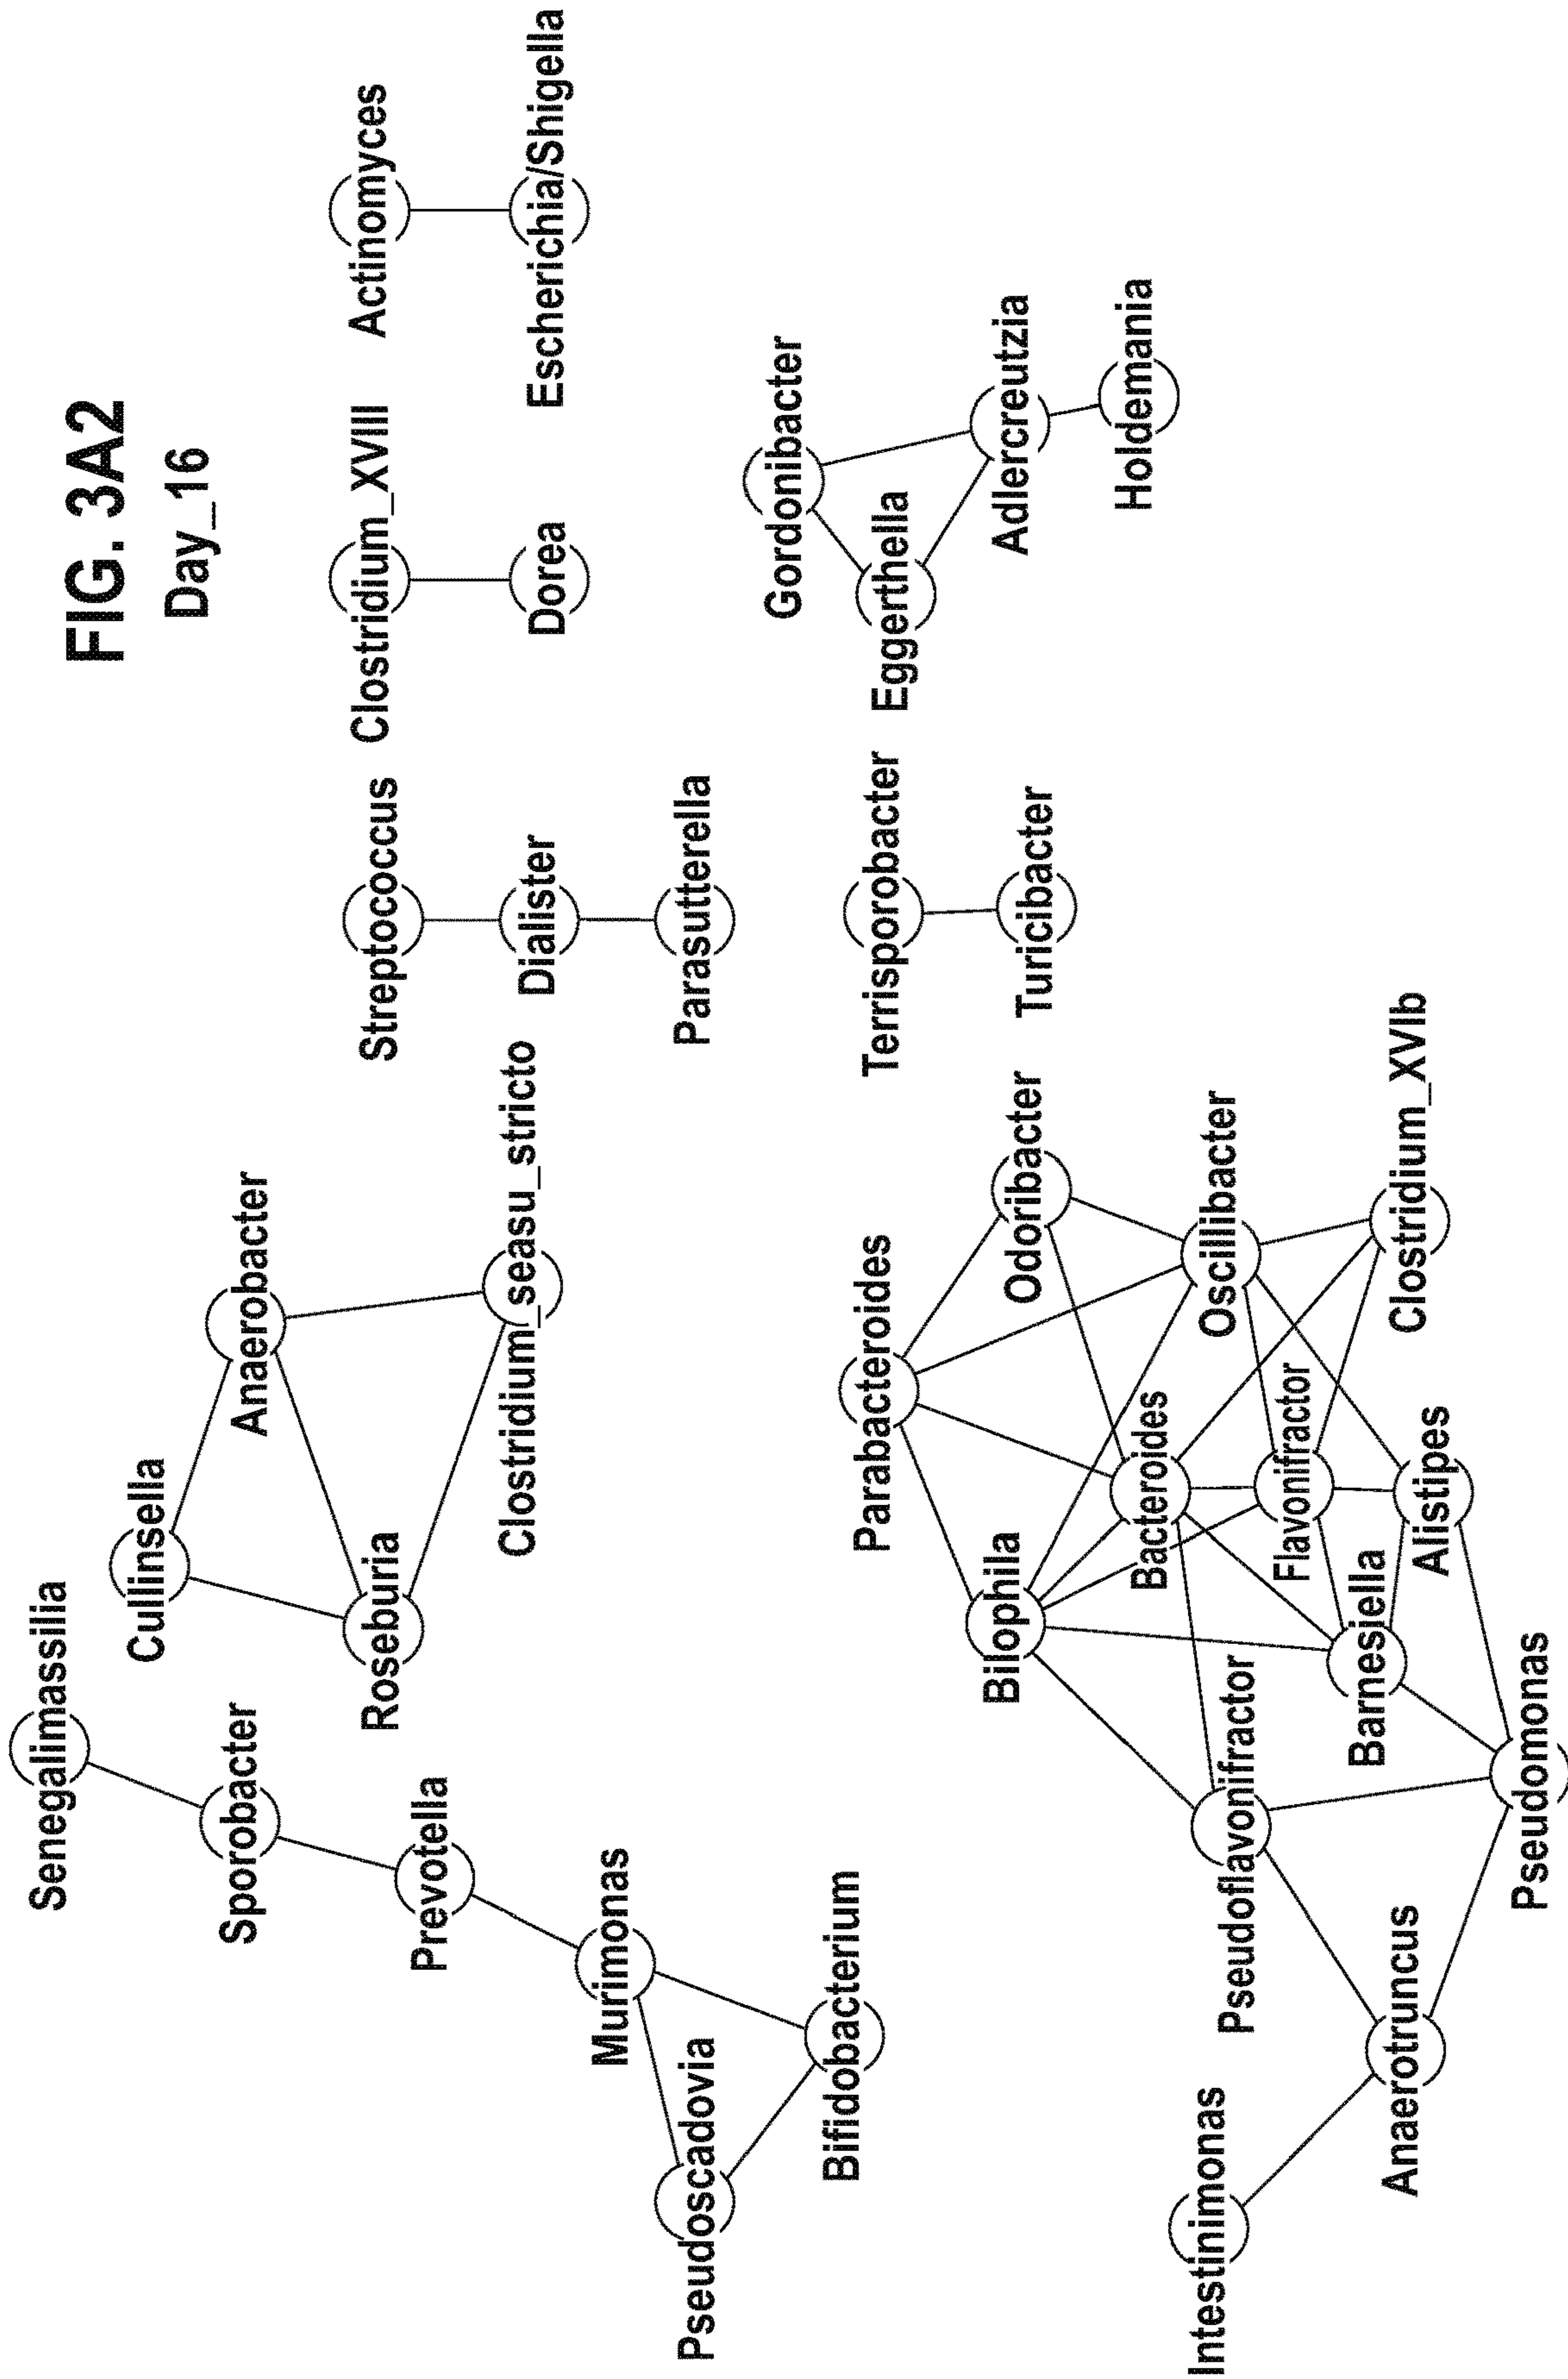 FIG. 3A2
Day_16
Senegalimassilia
Cullinsella
Sporobacter
Anaerobacter
Roseburia
Streptococcus
Clostridium_XVIII
Actinomyces
Prevotella
Clostridium_seasu_stricto
Dialister
Dorea
Escherichia/Shigella
Murimonas
Pseudoscadovia
Parasutterella
Gordonibacter
Bifidobacterium
Parabacteroides
Terrisporobacter
Eggerthella
Bilophila
Odoribacter
Turicibacter
Adlercreutzia
Bacteroides
Holdemania
Intestinimonas
Pseudoflavonifractor
Oscillibacter
Flavonifractor
Barnesiella
Anaerotruncus
Alistipes
Clostridium_XVIb
Pseudomonas